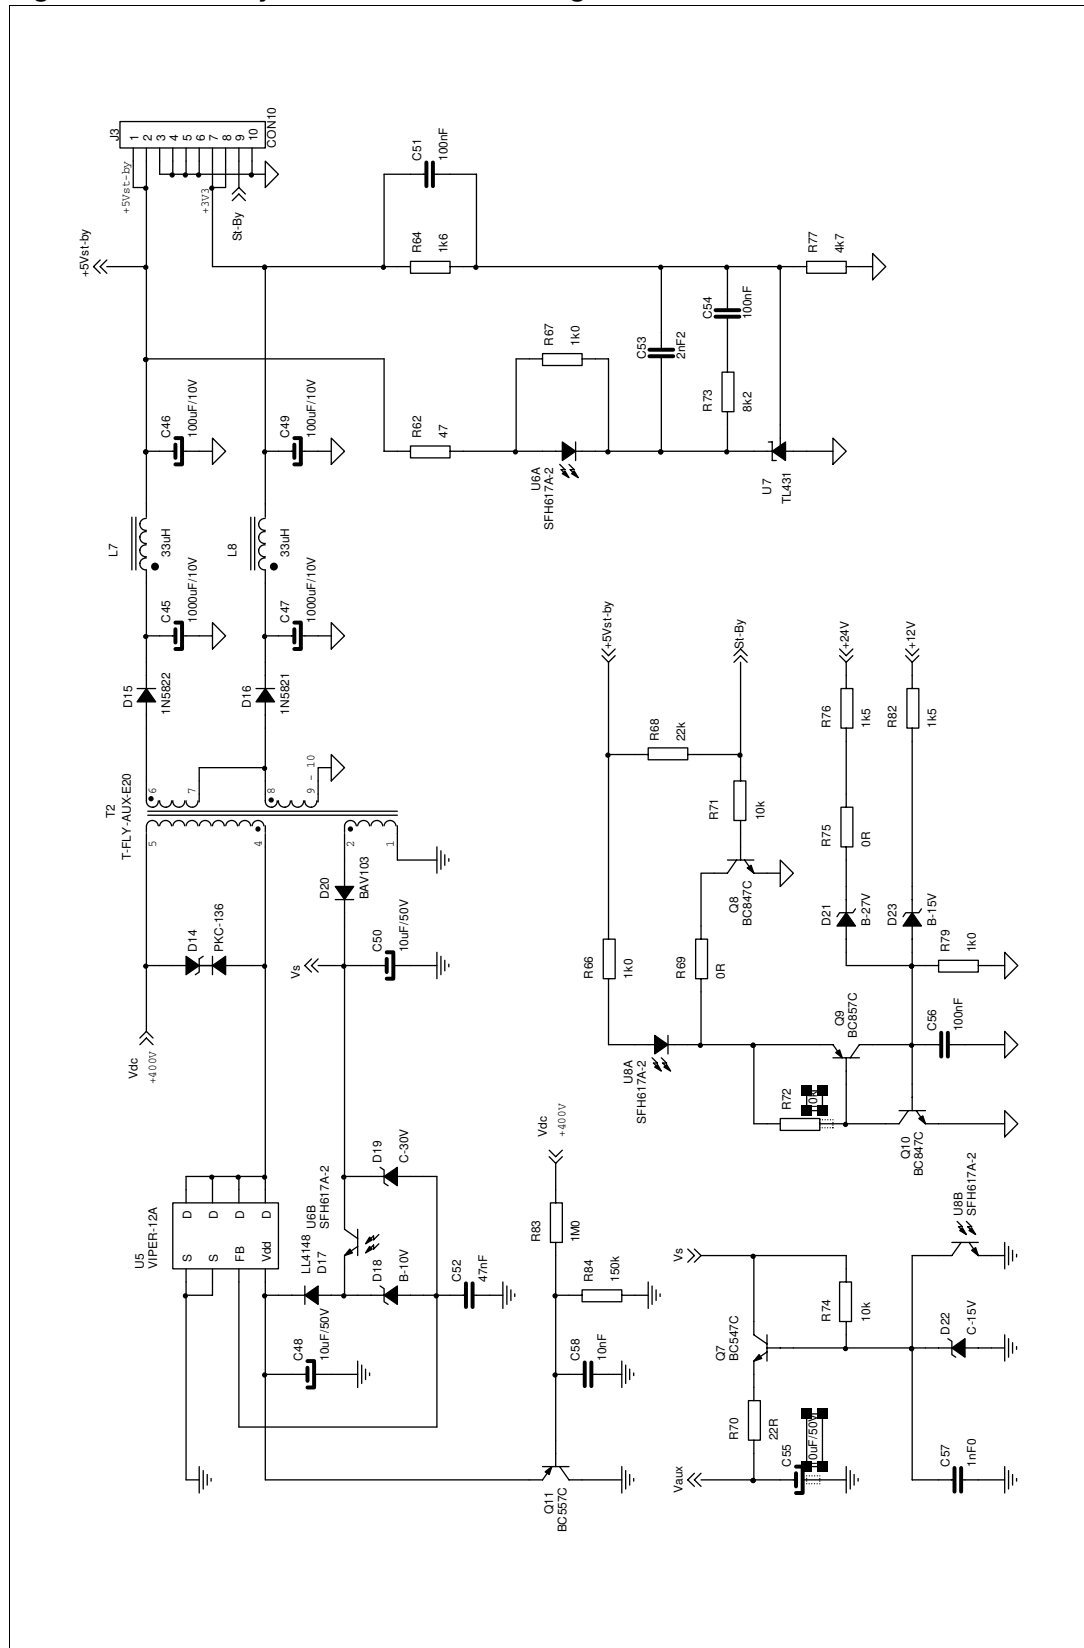 J3
CON10
1
2
3
4
5
6
7
8
9
10
+5Vst-by
+3V3
St-By
+5Vst-by
C51
100nF
R64
1k6
R77
4k7
C54
100nF
C53
2nF2
R67
1k0
R73
8k2
R62
47
U6A
SFH617A-2
U7
TL431
C46
100uF/10V
C49
100uF/10V
L7
33uH
L8
33uH
C45
1000uF/10V
C47
1000uF/10V
D15
1N5822
D16
1N5821
T2
T-FLY-AUX-E20
6
7
8
9 - 10
5
4
2
1
D14
PKC-136
Vdc
+400V
D20
BAV103
Vs
C50
10uF/50V
U5
VIPER-12A
S
S
FB
Vdd
D
D
D
D
U6B
SFH617A-2
D19
C-30V
LL4148
D17
D18
B-10V
C48
10uF/50V
C52
47nF
Vdc
+400V
R83
1M0
R84
150k
C58
10nF
Q11
BC557C
+5Vst-by
St-By
+24V
+12V
R68
22k
R76
1k5
R82
1k5
R71
10k
R75
0R
Q8
BC847C
D21
B-27V
D23
B-15V
R66
1k0
R69
0R
R79
1k0
U8A
SFH617A-2
Q9
BC857C
C56
100nF
R72
Q10
BC847C
U8B
SFH617A-2
Vs
R74
10k
D22
C-15V
Q7
BC547C
R70
22R
C55
0uF/50V
C57
1nF0
Vaux